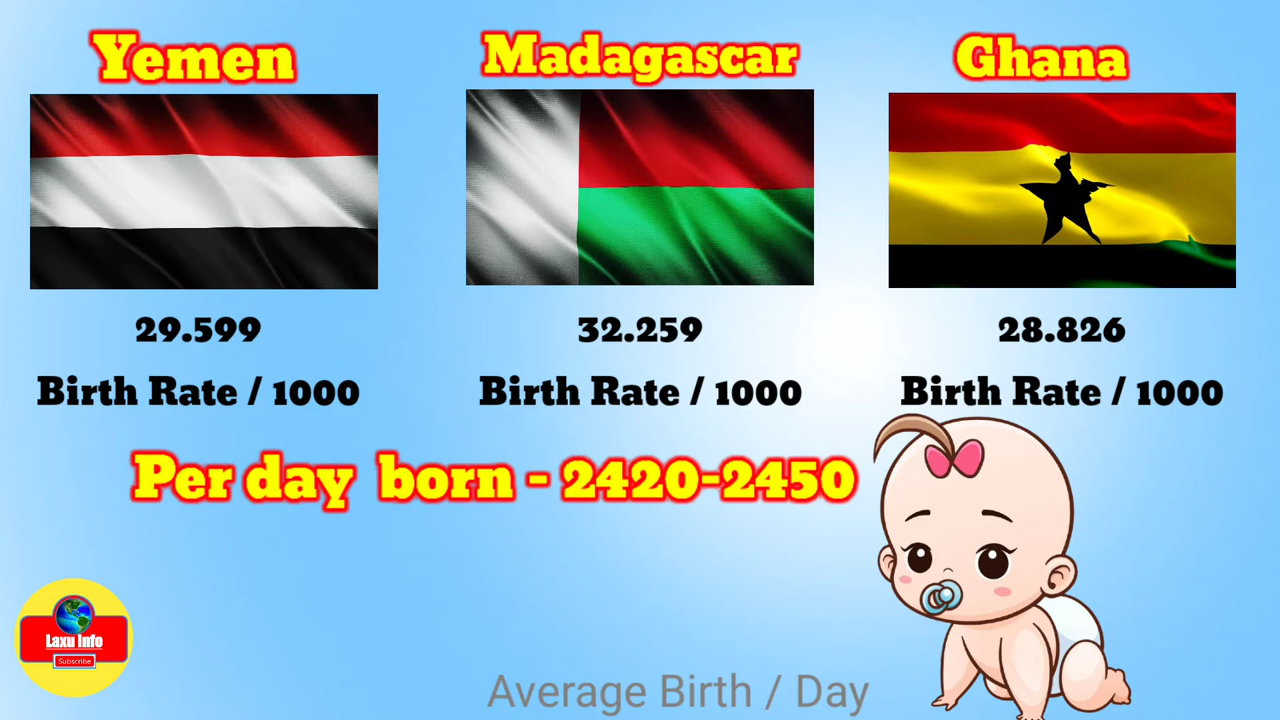 Yemen
Madagascar
Ghana
29.599
32.259
28.826
Birth Rate / 1000
Birth Rate / 1000
Birth Rate / 1000
Per day born - 2420-2450
Laxu Info
Subscribe
Average Birth / Day